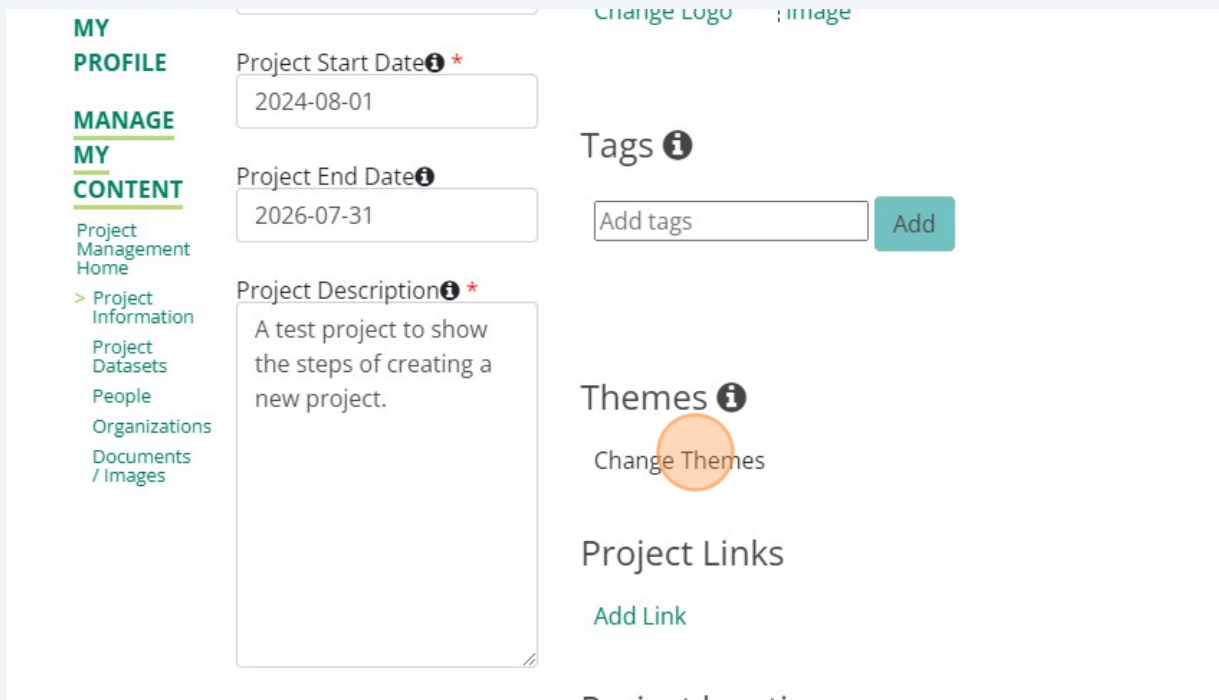 MY
PROFILE
MANAGE
MY
CONTENT
Project
Management
Home
> Project
Information
Project
Datasets
People
Organizations
Documents
/ Images
Project Start Date *
2024-08-01
Project End Date
2026-07-31
Project Description *
A test project to show
the steps of creating a
new project.
Change Logo
Image
Tags
Add tags
Add
Themes
Change Themes
Project Links
Add Link